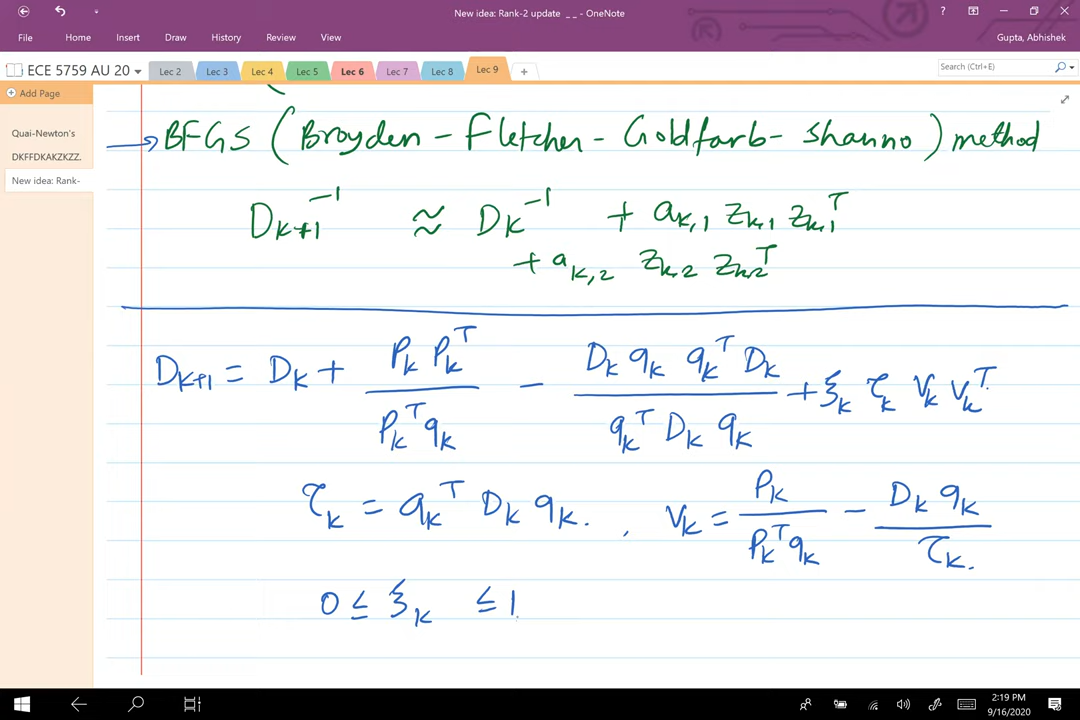 New idea: Rank-2 update _ _ - OneNote
?
Gupta, Abhishek
File Home Insert Draw History Review View
ECE 5759 AU 20 Lec 2 Lec 3 Lec 4 Lec 5 Lec 6 Lec 7 Lec 8 Lec 9 +
Search (Ctrl+E)
Add Page
Quai-Newton's
DKFFDKAKZKZZ.
New idea: Rank-
→ BFGS (Broyden - Fletcher - Goldfarb - Shanno) method
D_{k+1}^{-1} ≈ D_k^{-1} + a_{k,1} z_{k,1} z_{k,1}^T
+ a_{k,2} z_{k,2} z_{k,2}^T
D_{k+1} = D_k + \frac{p_k p_k^T}{p_k^T q_k} - \frac{D_k q_k q_k^T D_k}{q_k^T D_k q_k} + ξ_k τ_k v_k v_k^T
τ_k = q_k^T D_k q_k. , v_k = \frac{p_k}{p_k^T q_k} - \frac{D_k q_k}{τ_k.}
0 ≤ ξ_k ≤ 1
2:19 PM
9/16/2020